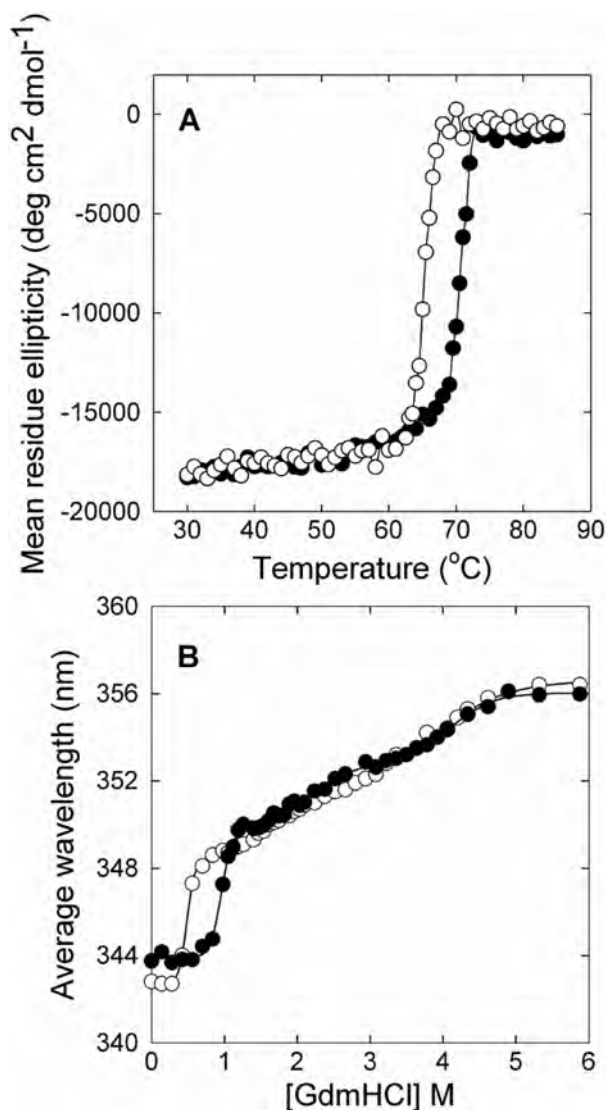 A
Mean residue ellipticity (deg cm² dmol⁻¹)
0
-5000
-10000
-15000
-20000
30 40 50 60 70 80 90
Temperature (°C)
B
Average wavelength (nm)
360
356
352
348
344
340
0 1 2 3 4 5 6
[GdmHCl] M